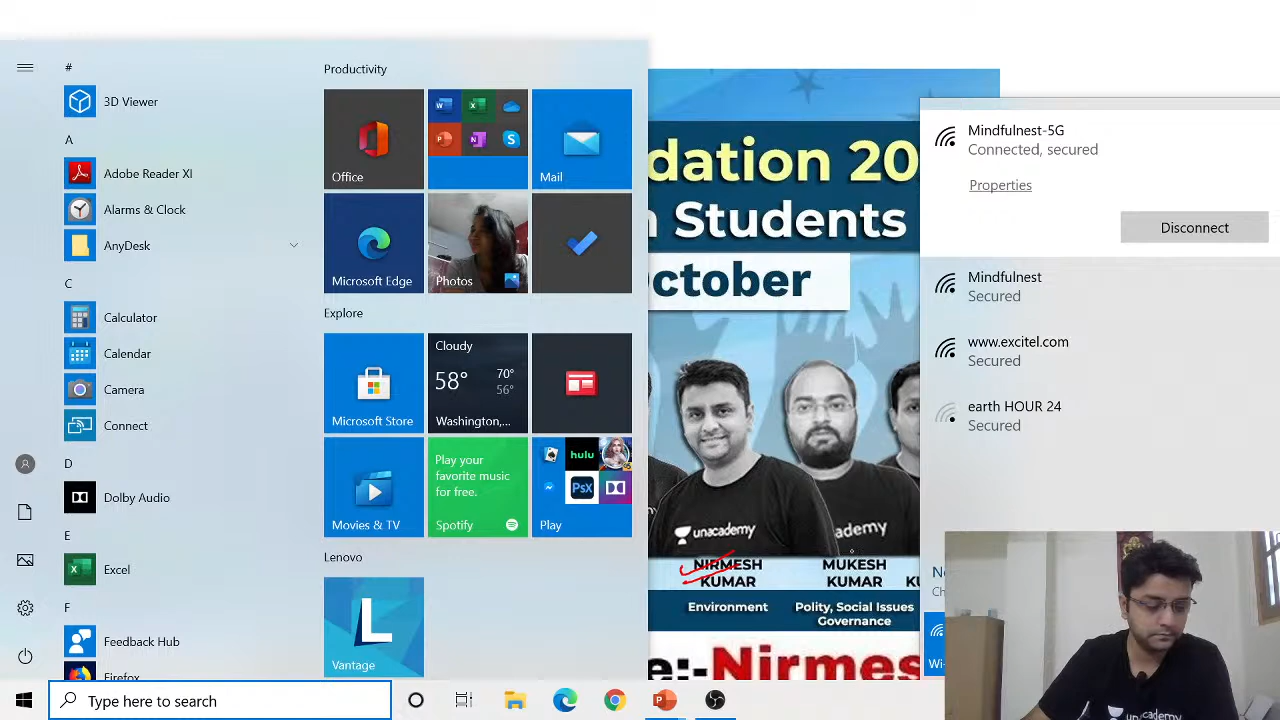 #
3D Viewer
A
Adobe Reader XI
Alarms & Clock
AnyDesk
C
Calculator
Calendar
Camera
Connect
D
Dolby Audio
E
Excel
F
Feedback Hub
Firefox
Type here to search
Productivity
Office
Mail
Microsoft Edge
Photos
Explore
Microsoft Store
Cloudy
58° 70°
56°
Washington,...
Movies & TV
Play your
favorite music
for free.
Spotify
hulu
PsX
Play
Lenovo
L
Vantage
dation 20
Students
ctober
unacademy
demy
NIRMESH
KUMAR
MUKESH
KUMAR
Environment
Polity, Social Issues
Governance
e:-Nirmes
Mindfulnest-5G
Connected, secured
Properties
Disconnect
Mindfulnest
Secured
www.excitel.com
Secured
earth HOUR 24
Secured
unacademy